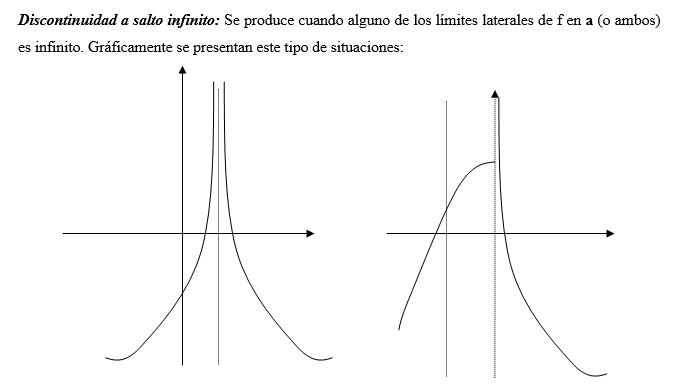 Discontinuidad a salto infinito: Se produce cuando alguno de los límites laterales de f en a (o ambos)
es infinito. Gráficamente se presentan este tipo de situaciones: